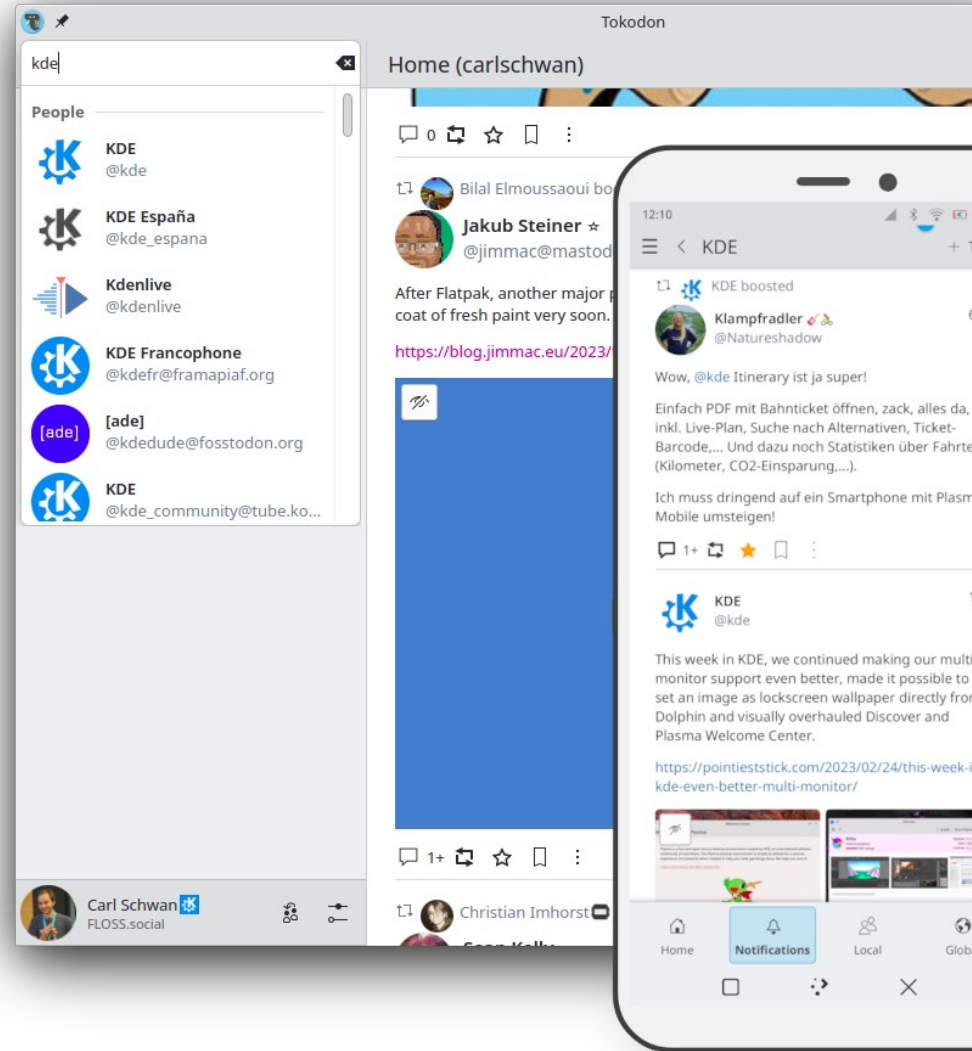 Tokodon
kde
Home (carlschwan)
People
KDE
@kde
KDE España
@kde_espana
Kdenlive
@kdenlive
KDE Francophone
@kdefr@framapiaf.org
[ade]
[ade]
@kdedude@fosstodon.org
KDE
@kde_community@tube.ko...
Carl Schwan
FLOSS.social
0
Bilal Elmoussaoui bo
Jakub Steiner
@jimmac@mastod
After Flatpak, another major p
coat of fresh paint very soon.
https://blog.jimmac.eu/2023/
1+
Christian Imhorst
Sean Kelly
12:10
KDE
KDE boosted
Klampfradler
@Natureshadow
Wow, @kde Itinerary ist ja super!
Einfach PDF mit Bahnticket öffnen, zack, alles da,
inkl. Live-Plan, Suche nach Alternativen, Ticket-
Barcode,... Und dazu noch Statistiken über Fahrte
(Kilometer, CO2-Einsparung,...).
Ich muss dringend auf ein Smartphone mit Plasm
Mobile umsteigen!
1+
KDE
@kde
This week in KDE, we continued making our multi
monitor support even better, made it possible to
set an image as lockscreen wallpaper directly from
Dolphin and visually overhauled Discover and
Plasma Welcome Center.
https://pointieststick.com/2023/02/24/this-week-i
kde-even-better-multi-monitor/
Home
Notifications
Local
Globa